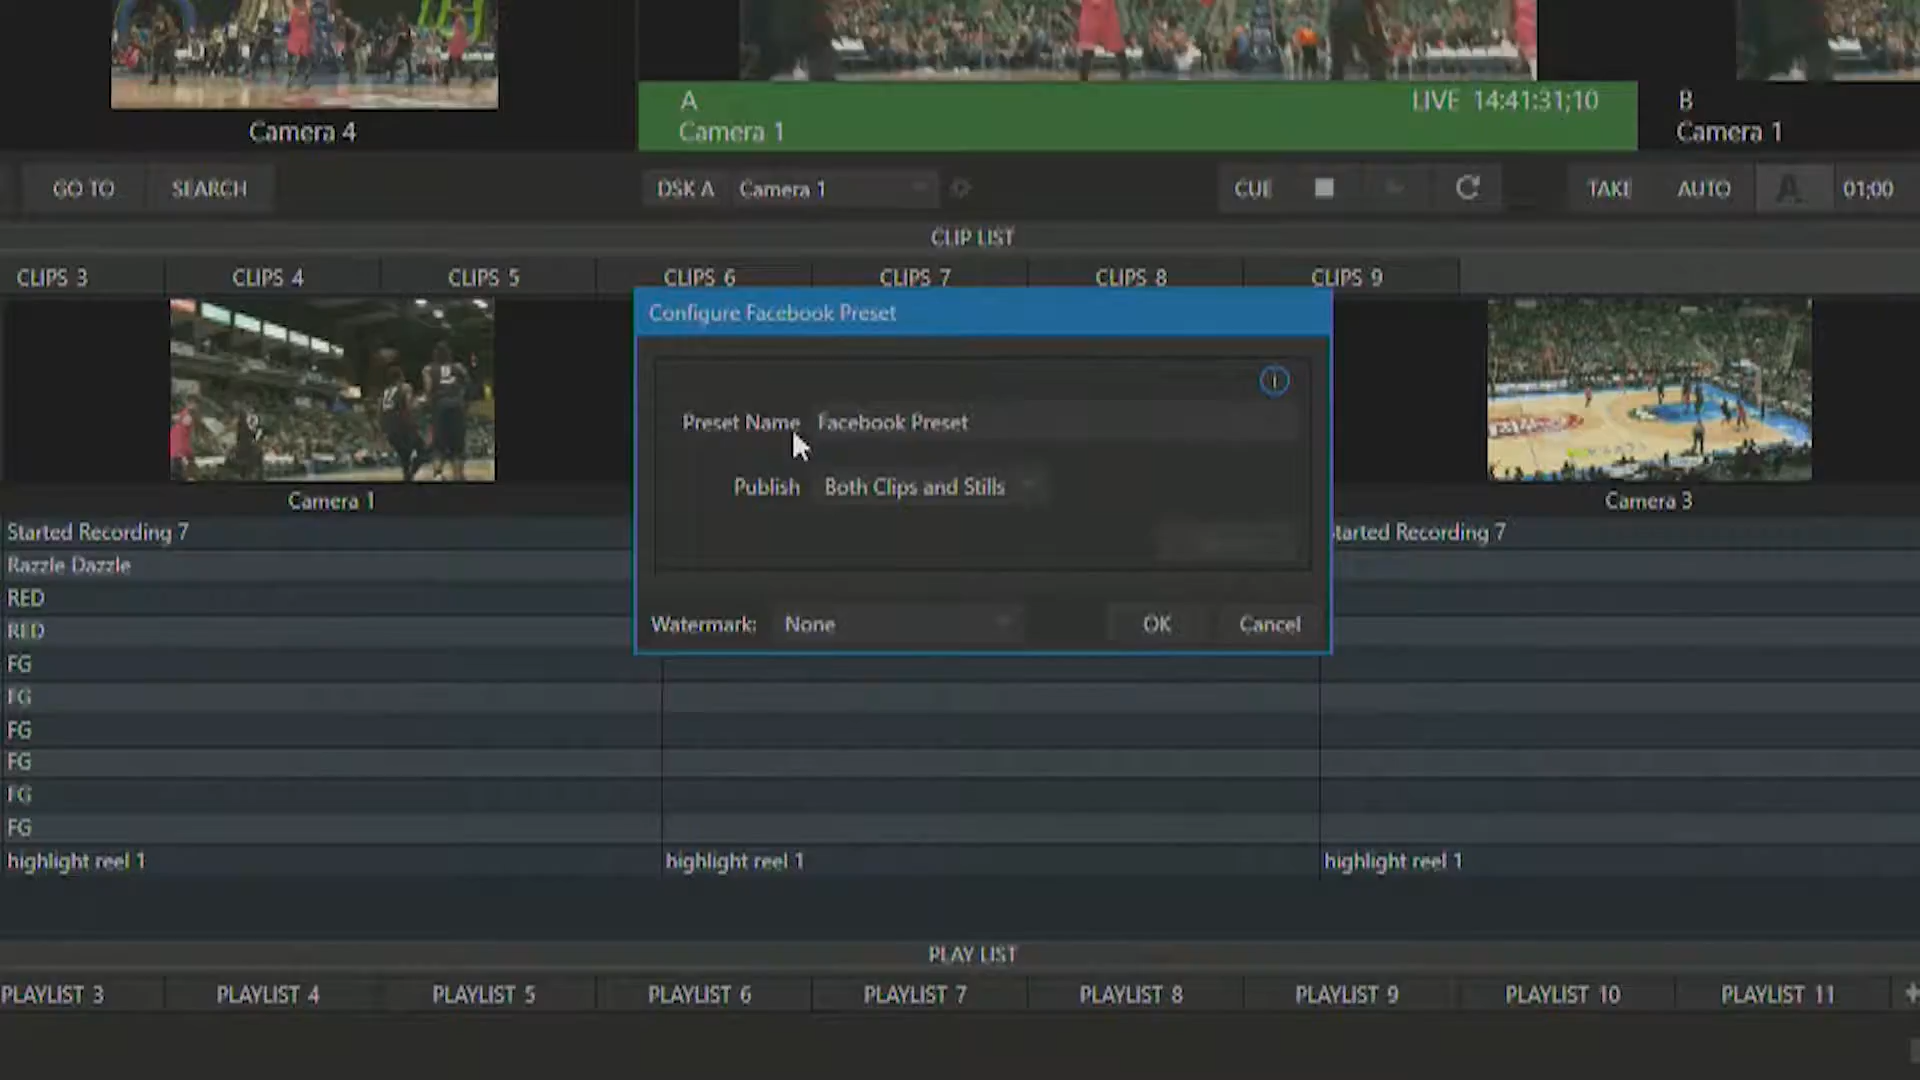 Camera 4
A
Camera 1
LIVE 14:41:31;10
B
Camera 1
GO TO
SEARCH
DSK A
Camera 1
CUE
TAKE
AUTO
A
01;00
CLIP LIST
CLIPS 3
CLIPS 4
CLIPS 5
CLIPS 6
CLIPS 7
CLIPS 8
CLIPS 9
Configure Facebook Preset
Preset Name
Facebook Preset
Publish
Both Clips and Stills
Watermark:
None
OK
Cancel
Camera 1
Camera 3
Started Recording 7
Started Recording 7
Razzle Dazzle
RED
RED
FG
FG
FG
FG
FG
FG
highlight reel 1
highlight reel 1
highlight reel 1
PLAY LIST
PLAYLIST 3
PLAYLIST 4
PLAYLIST 5
PLAYLIST 6
PLAYLIST 7
PLAYLIST 8
PLAYLIST 9
PLAYLIST 10
PLAYLIST 11